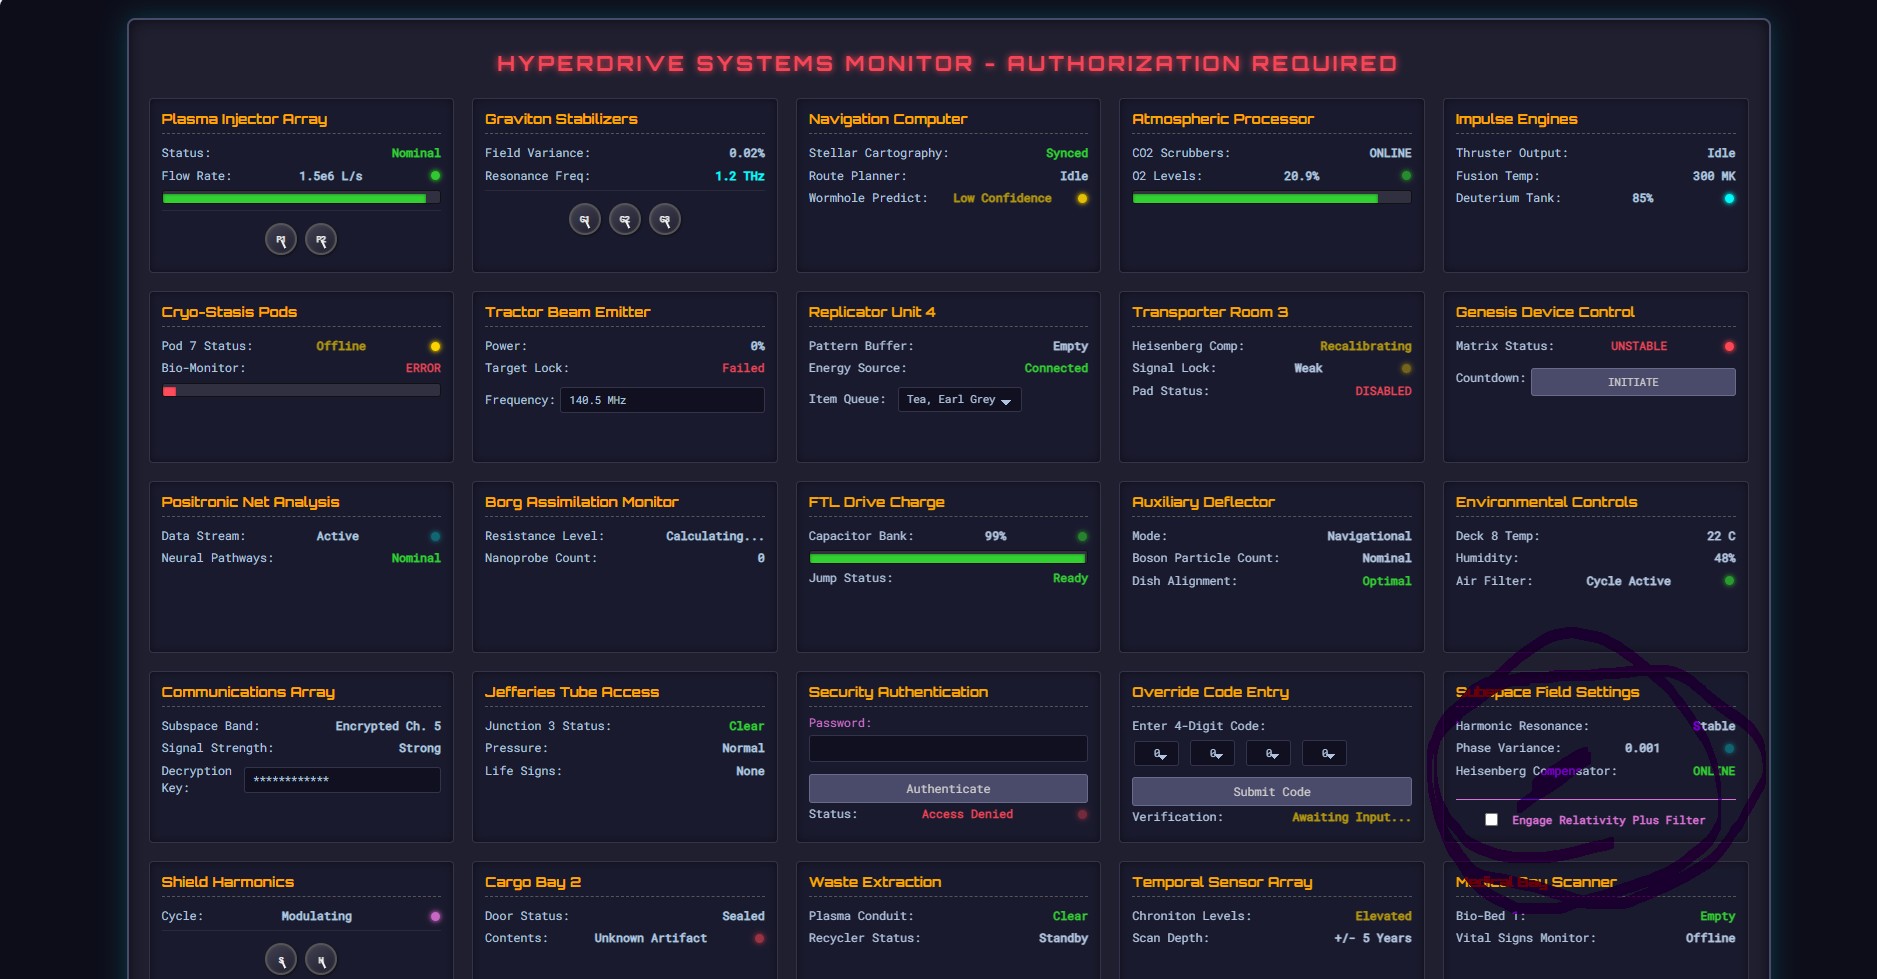 HYPERDRIVE SYSTEMS MONITOR - AUTHORIZATION REQUIRED
Plasma Injector Array
Status: Nominal
Flow Rate: 1.5e6 L/s
P1 P2
Graviton Stabilizers
Field Variance: 0.02%
Resonance Freq: 1.2 THz
G1 G2 G3
Navigation Computer
Stellar Cartography: Synced
Route Planner: Idle
Wormhole Predict: Low Confidence
Atmospheric Processor
CO2 Scrubbers: ONLINE
O2 Levels: 20.9%
Impulse Engines
Thruster Output: Idle
Fusion Temp: 300 MK
Deuterium Tank: 85%
Cryo-Stasis Pods
Pod 7 Status: Offline
Bio-Monitor: ERROR
Tractor Beam Emitter
Power: 0%
Target Lock: Failed
Frequency: 140.5 MHz
Replicator Unit 4
Pattern Buffer: Empty
Energy Source: Connected
Item Queue: Tea, Earl Grey
Transporter Room 3
Heisenberg Comp: Recalibrating
Signal Lock: Weak
Pad Status: DISABLED
Genesis Device Control
Matrix Status: UNSTABLE
Countdown: INITIATE
Positronic Net Analysis
Data Stream: Active
Neural Pathways: Nominal
Borg Assimilation Monitor
Resistance Level: Calculating...
Nanoprobe Count: 0
FTL Drive Charge
Capacitor Bank: 99%
Jump Status: Ready
Auxiliary Deflector
Mode: Navigational
Boson Particle Count: Nominal
Dish Alignment: Optimal
Environmental Controls
Deck 8 Temp: 22 C
Humidity: 48%
Air Filter: Cycle Active
Communications Array
Subspace Band: Encrypted Ch. 5
Signal Strength: Strong
Decryption
Key: ************
Jefferies Tube Access
Junction 3 Status: Clear
Pressure: Normal
Life Signs: None
Security Authentication
Password:
Authenticate
Status: Access Denied
Override Code Entry
Enter 4-Digit Code:
0 0 0 0
Submit Code
Verification: Awaiting Input...
Subspace Field Settings
Harmonic Resonance: Stable
Phase Variance: 0.001
Heisenberg Compensator: ONLINE
Engage Relativity Plus Filter
Shield Harmonics
Cycle: Modulating
S N
Cargo Bay 2
Door Status: Sealed
Contents: Unknown Artifact
Waste Extraction
Plasma Conduit: Clear
Recycler Status: Standby
Temporal Sensor Array
Chroniton Levels: Elevated
Scan Depth: +/- 5 Years
Medical Bay Scanner
Bio-Bed 1: Empty
Vital Signs Monitor: Offline